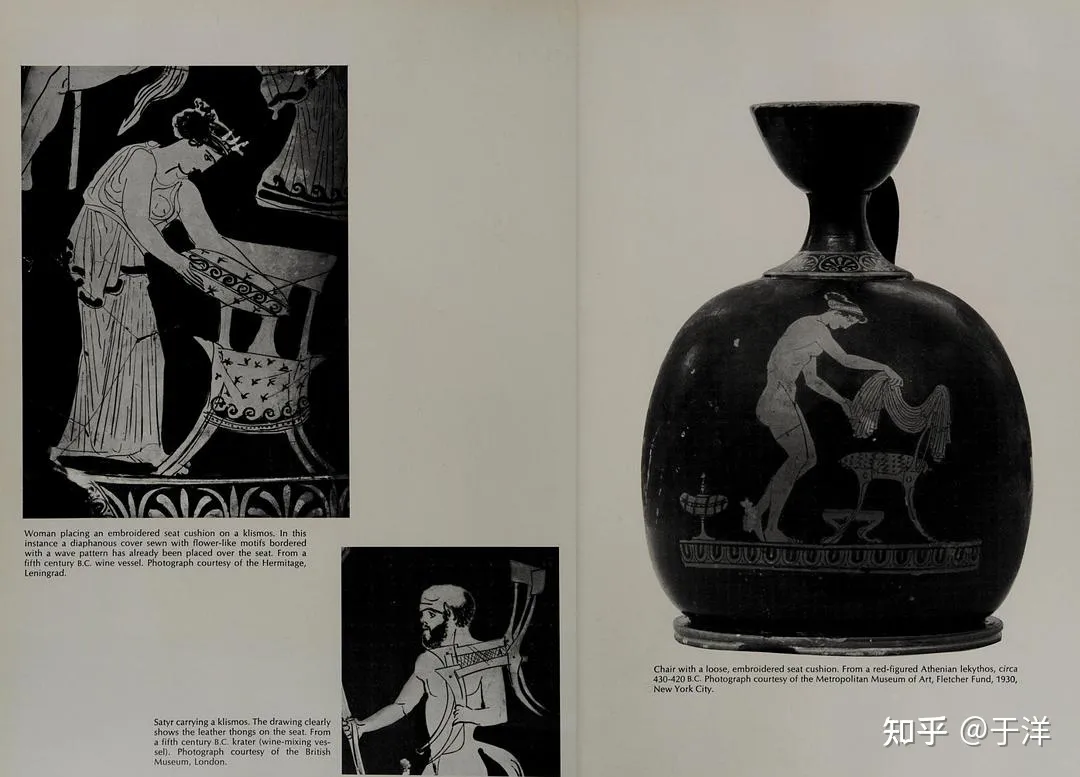 Woman placing an embroidered seat cushion on a klismos. In this
instance a diaphanous cover sewn with flower-like motifs bordered
with a wave pattern has already been placed over the seat. From a
fifth century B.C. wine vessel. Photograph courtesy of the Hermitage,
Leningrad.
Satyr carrying a klismos. The drawing clearly
shows the leather thongs on the seat. From
a fifth century B.C. krater (wine-mixing ves-
sel). Photograph courtesy of the British
Museum, London.
Chair with a loose, embroidered seat cushion. From a red-figured Athenian lekythos, circa
430-420 B.C. Photograph courtesy of the Metropolitan Museum of Art, Fletcher Fund, 1930,
New York City.
知乎 @于洋